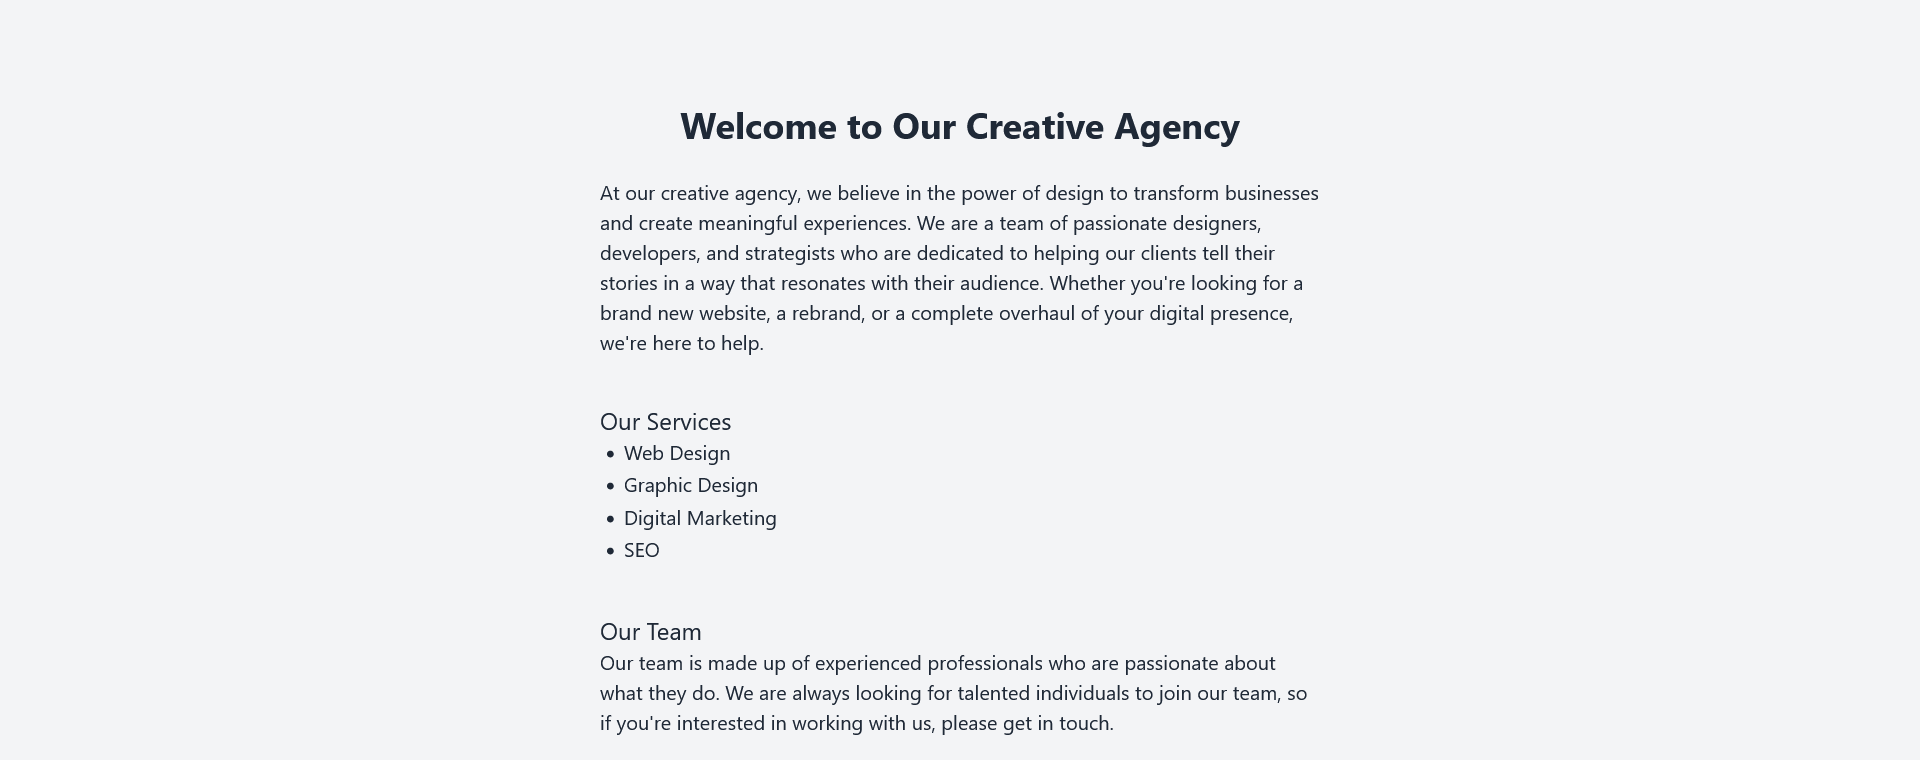 Welcome to Our Creative Agency
At our creative agency, we believe in the power of design to transform businesses
and create meaningful experiences. We are a team of passionate designers,
developers, and strategists who are dedicated to helping our clients tell their
stories in a way that resonates with their audience. Whether you're looking for a
brand new website, a rebrand, or a complete overhaul of your digital presence,
we're here to help.
Our Services
• Web Design
• Graphic Design
• Digital Marketing
• SEO
Our Team
Our team is made up of experienced professionals who are passionate about
what they do. We are always looking for talented individuals to join our team, so
if you're interested in working with us, please get in touch.